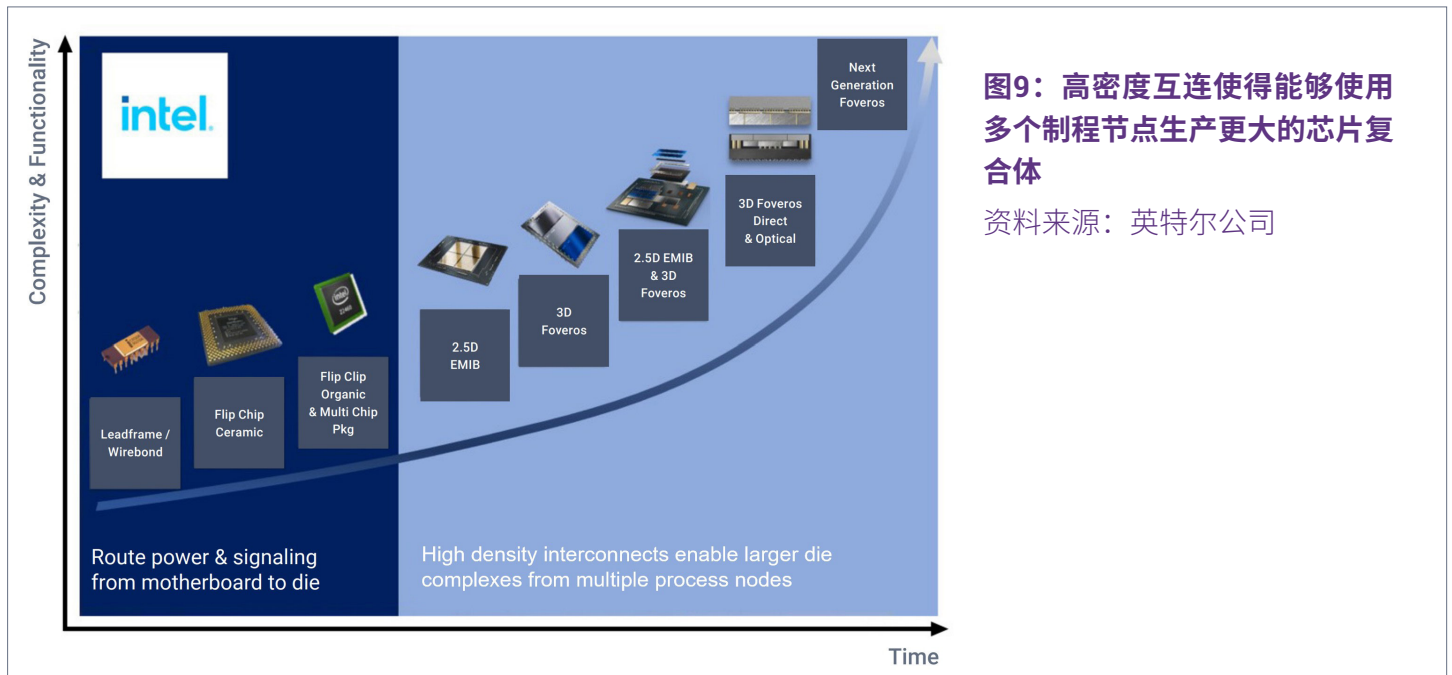 Complexity & Functionality
intel.
Leadframe /
Wirebond
Flip Chip
Ceramic
Flip Clip
Organic
& Multi Chip
Pkg
2.5D
EMIB
3D
Foveros
2.5D EMIB
& 3D
Foveros
3D Foveros
Direct
& Optical
Next
Generation
Foveros
Route power & signaling
from motherboard to die
High density interconnects enable larger die
complexes from multiple process nodes
Time
图9：高密度互连使得能够使用
多个制程节点生产更大的芯片复
合体
资料来源：英特尔公司